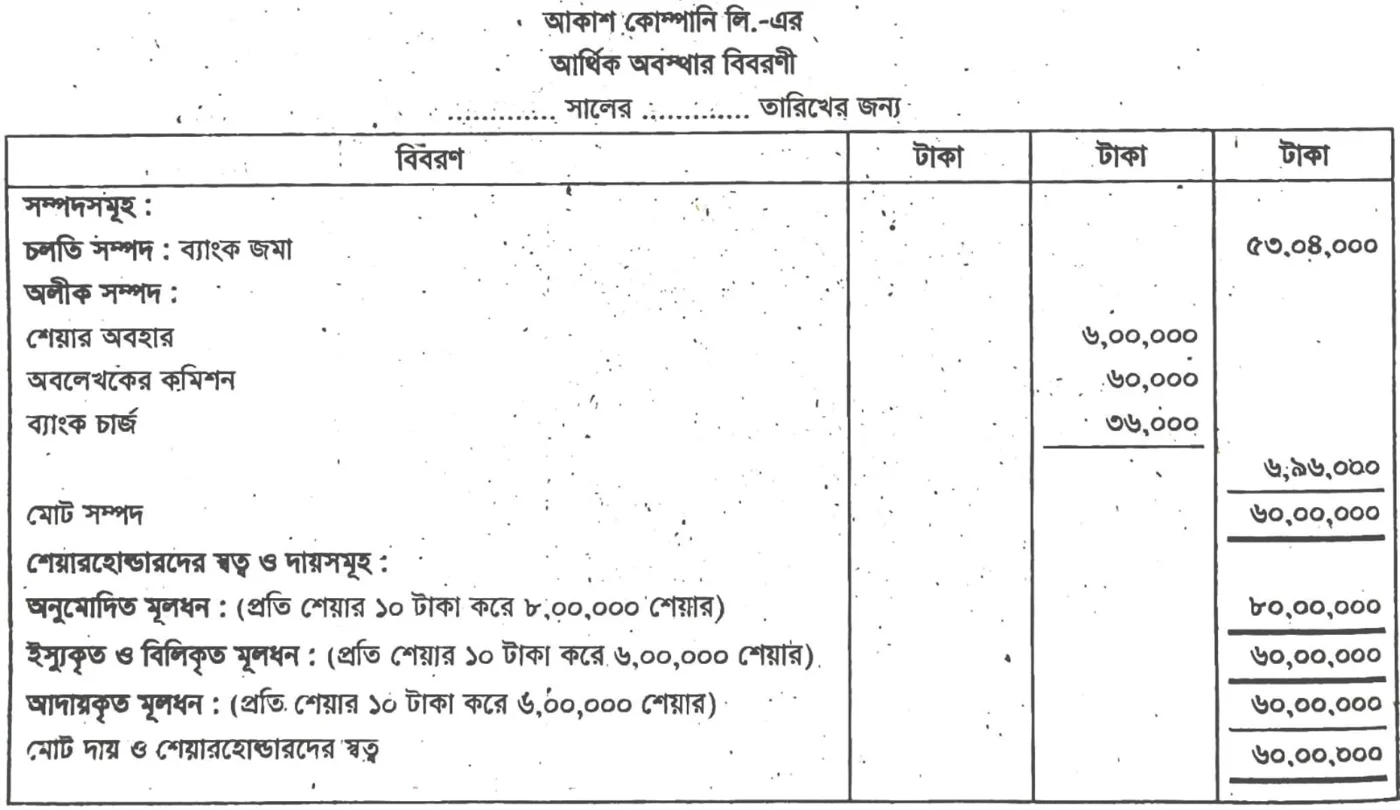 আকাশ কোম্পানি লি.-এর
আর্থিক অবস্থার বিবরণী
............. সালের ............. তারিখের জন্য
বিবরণ টাকা টাকা টাকা
সম্পদসমূহ :
চলতি সম্পদ : ব্যাংক জমা ৫৩,০৪,০০০
অলীক সম্পদ :
শেয়ার অবহার ৬,০০,০০০
অবলেখকের কমিশন ৬০,০০০
ব্যাংক চার্জ ৩৬,০০০
৬,৯৬,০০০
মোট সম্পদ ৬০,০০,০০০
শেয়ারহোল্ডারদের স্বত্ব ও দায়সমূহ :
অনুমোদিত মূলধন : (প্রতি শেয়ার ১০ টাকা করে ৮,০০,০০০ শেয়ার) ৮০,০০,০০০
ইস্যুকৃত ও বিলিকৃত মূলধন : (প্রতি শেয়ার ১০ টাকা করে ৬,০০,০০০ শেয়ার) ৬০,০০,০০০
আদায়কৃত মূলধন : (প্রতি শেয়ার ১০ টাকা করে ৬,০০,০০০ শেয়ার) ৬০,০০,০০০
মোট দায় ও শেয়ারহোল্ডারদের স্বত্ব ৬০,০০,০০০